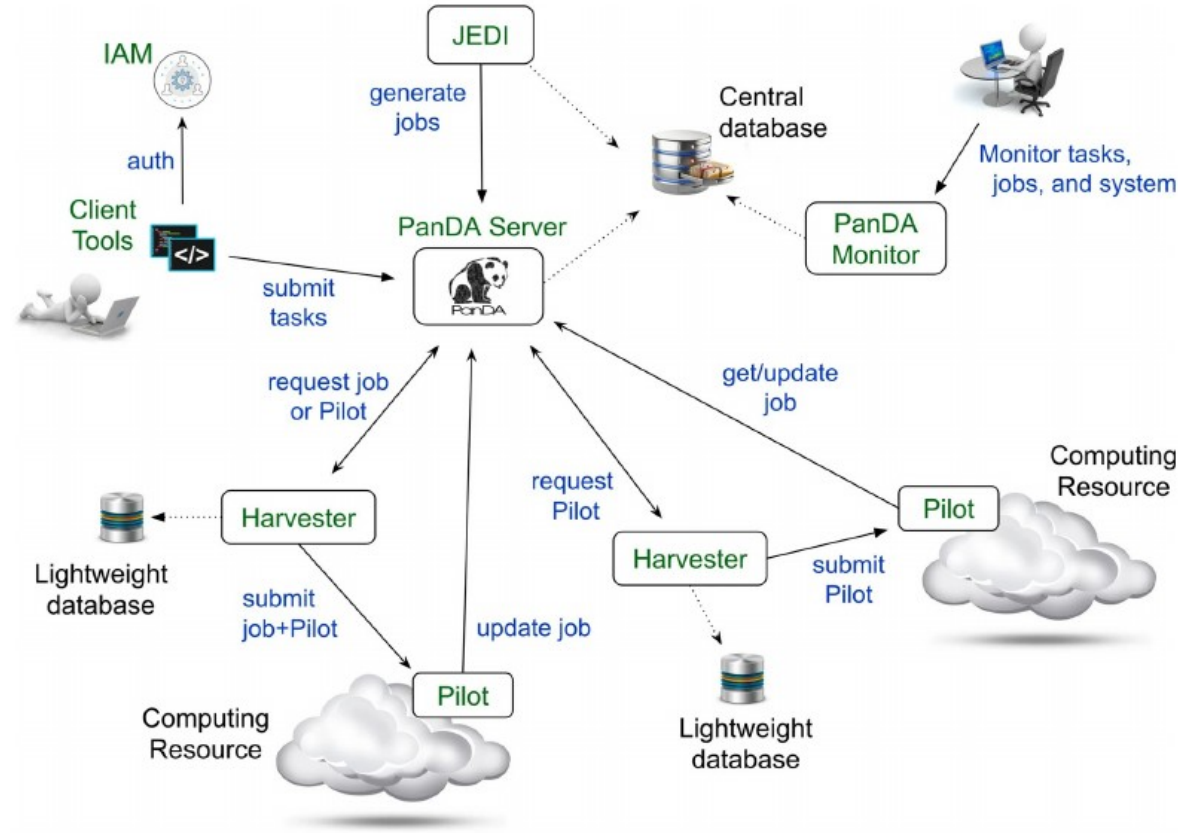 JEDI
IAM
generate
jobs
Central
database
auth
Monitor tasks,
jobs, and system
Client
Tools
</>
PanDA Server
PanDA
PanDA
Monitor
submit
tasks
request job
or Pilot
get/update
job
request
Pilot
Computing
Resource
Harvester
Pilot
Lightweight
database
Harvester
submit
Pilot
submit
job+Pilot
update job
Pilot
Computing
Resource
Lightweight
database